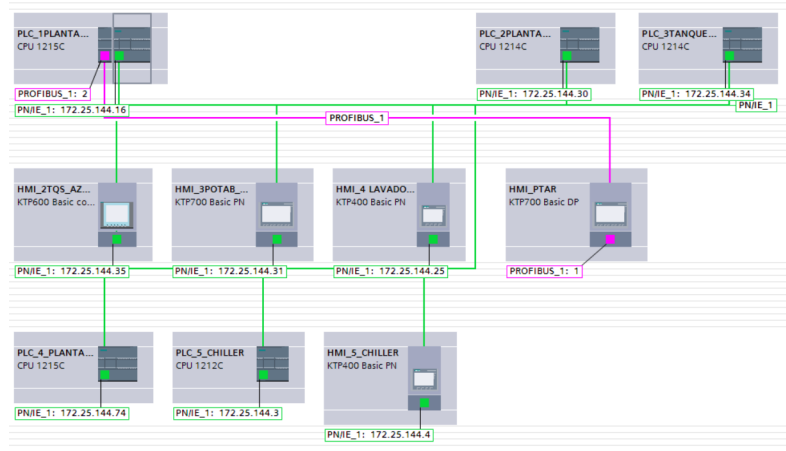 PLC_1PLANTA...
CPU 1215C
PLC_2PLANTA...
CPU 1214C
PLC_3TANQUE...
CPU 1214C
PROFIBUS_1: 2
PN/IE_1: 172.25.144.16
PN/IE_1: 172.25.144.30
PN/IE_1: 172.25.144.34
PN/IE_1
PROFIBUS_1
HMI_2TQS_AZ...
KTP600 Basic co...
HMI_3POTAB_...
KTP700 Basic PN
HMI_4 LAVADO...
KTP400 Basic PN
HMI_PTAR
KTP700 Basic DP
PN/IE_1: 172.25.144.35
PN/IE_1: 172.25.144.31
PN/IE_1: 172.25.144.25
PROFIBUS_1: 1
PLC_4_PLANTA...
CPU 1215C
PLC_5_CHILLER
CPU 1212C
HMI_5_CHILLER
KTP400 Basic PN
PN/IE_1: 172.25.144.74
PN/IE_1: 172.25.144.3
PN/IE_1: 172.25.144.4